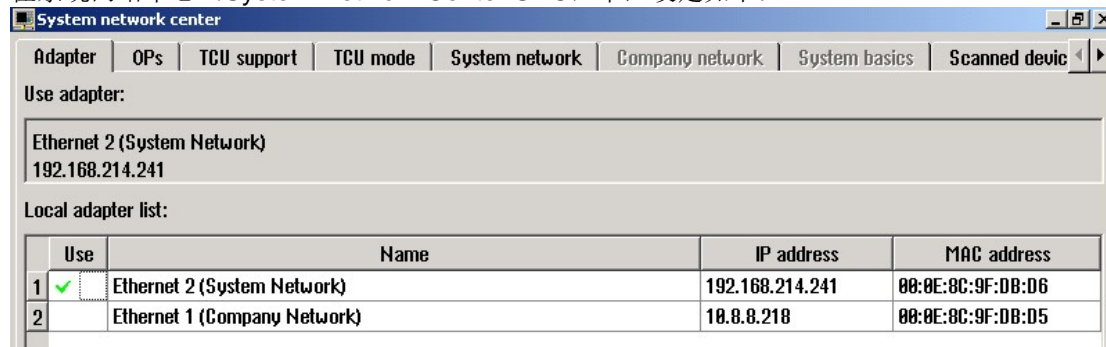 System network center
Adapter OPs TCU support TCU mode System network Company network System basics Scanned devic
Use adapter:
Ethernet 2 (System Network)
192.168.214.241
Local adapter list:
Use Name IP address MAC address
1 Ethernet 2 (System Network) 192.168.214.241 00:0E:8C:9F:DB:D6
2 Ethernet 1 (Company Network) 10.8.8.218 00:0E:8C:9F:DB:D5